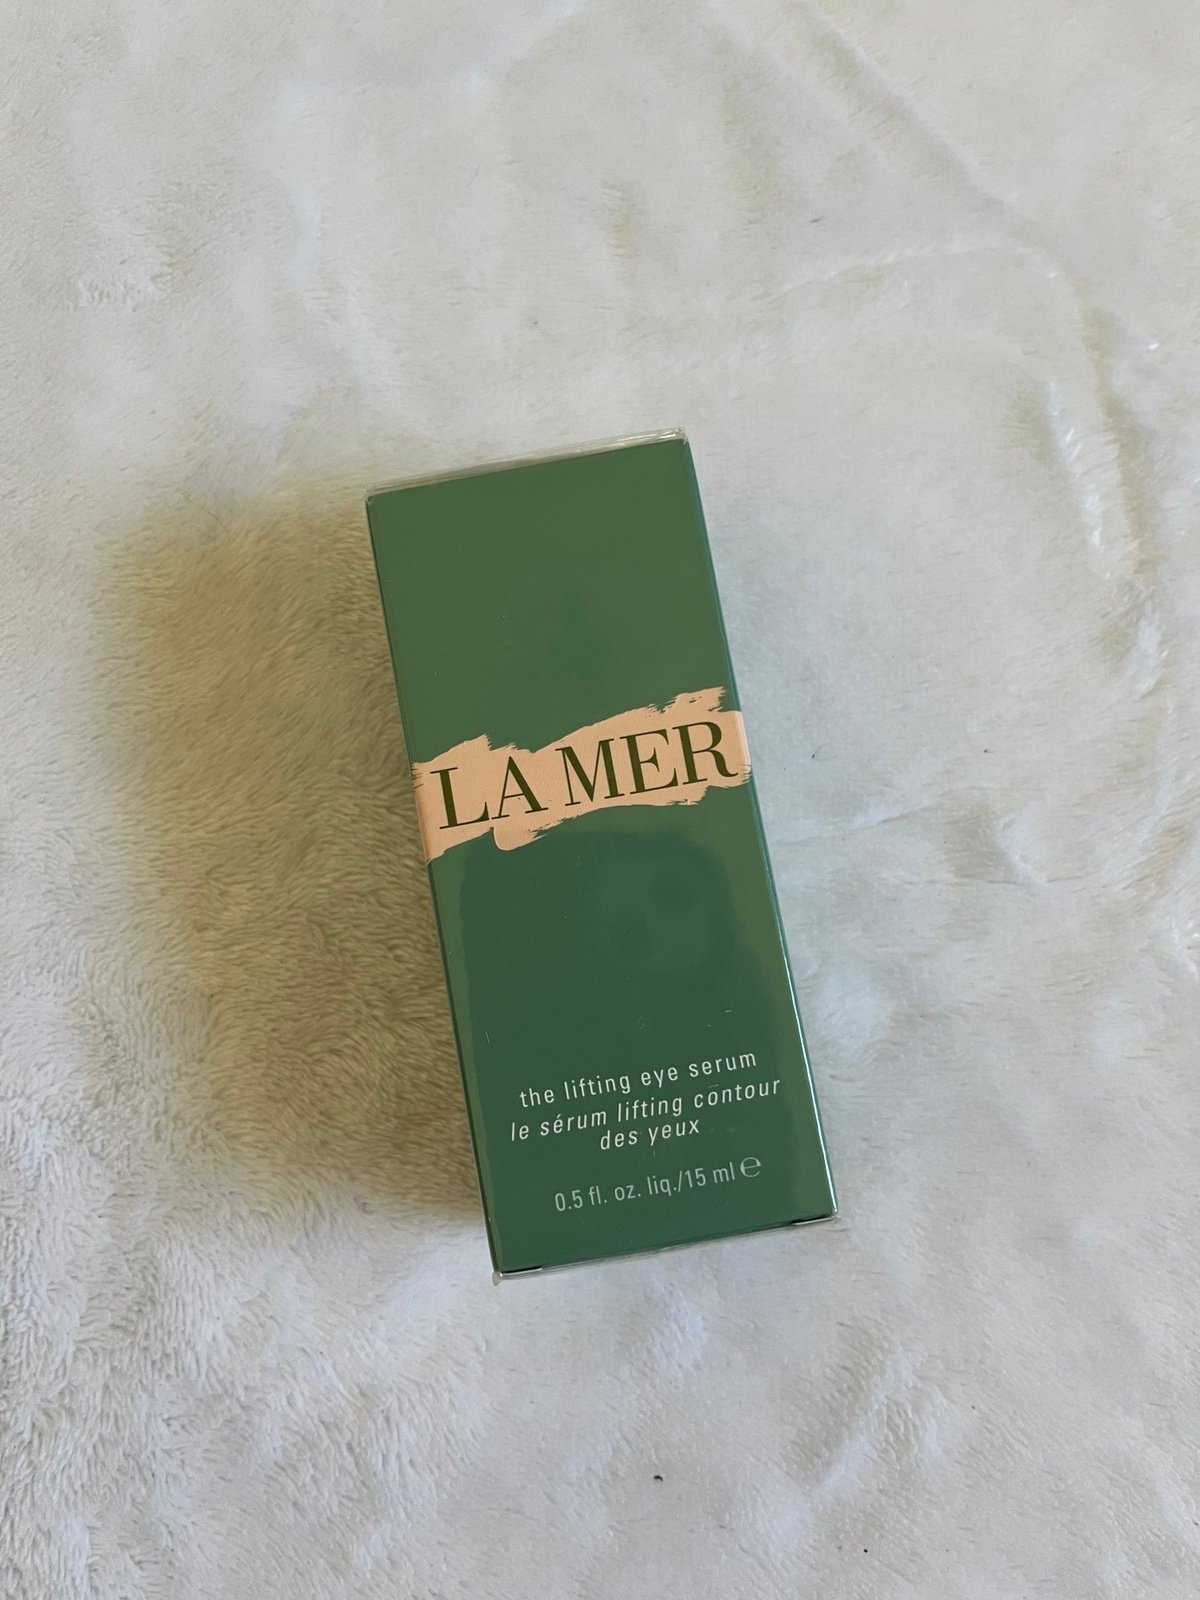 LA MER
the lifting eye serum
le sérum lifting contour
des yeux
0.5 fl. oz. liq./15 ml ℮